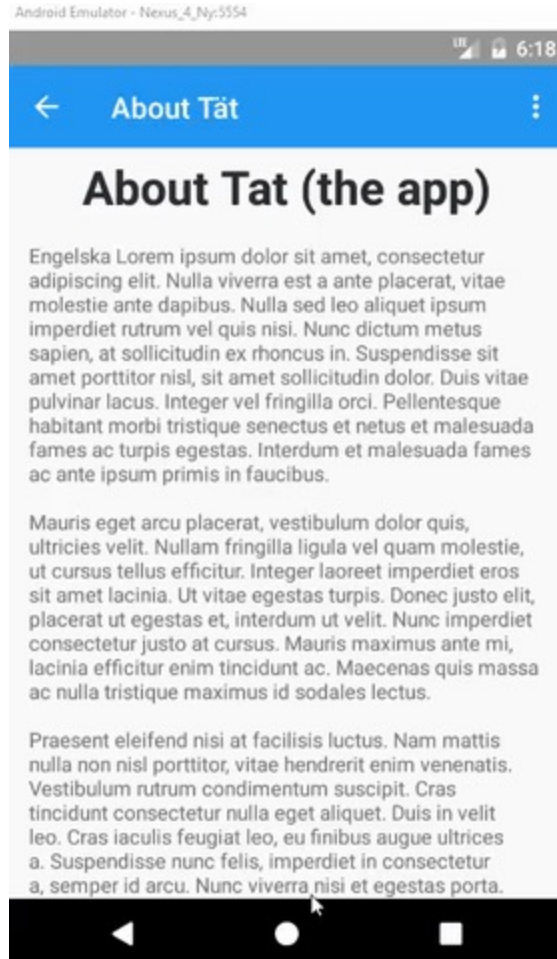 Android Emulator - Nexus_4_Ny:5554
LTE 6:18
About Tät
About Tat (the app)
Engelska Lorem ipsum dolor sit amet, consectetur
adipiscing elit. Nulla viverra est a ante placerat, vitae
molestie ante dapibus. Nulla sed leo aliquet ipsum
imperdiet rutrum vel quis nisi. Nunc dictum metus
sapien, at sollicitudin ex rhoncus in. Suspendisse sit
amet porttitor nisl, sit amet sollicitudin dolor. Duis vitae
pulvinar lacus. Integer vel fringilla orci. Pellentesque
habitant morbi tristique senectus et netus et malesuada
fames ac turpis egestas. Interdum et malesuada fames
ac ante ipsum primis in faucibus.
Mauris eget arcu placerat, vestibulum dolor quis,
ultricies velit. Nullam fringilla ligula vel quam molestie,
ut cursus tellus efficitur. Integer laoreet imperdiet eros
sit amet lacinia. Ut vitae egestas turpis. Donec justo elit,
placerat ut egestas et, interdum ut velit. Nunc imperdiet
consectetur justo at cursus. Mauris maximus ante mi,
lacinia efficitur enim tincidunt ac. Maecenas quis massa
ac nulla tristique maximus id sodales lectus.
Praesent eleifend nisi at facilisis luctus. Nam mattis
nulla non nisl porttitor, vitae hendrerit enim venenatis.
Vestibulum rutrum condimentum suscipit. Cras
tincidunt consectetur nulla eget aliquet. Duis in velit
leo. Cras iaculis feugiat leo, eu finibus augue ultrices
a. Suspendisse nunc felis, imperdiet in consectetur
a, semper id arcu. Nunc viverra nisi et egestas porta.